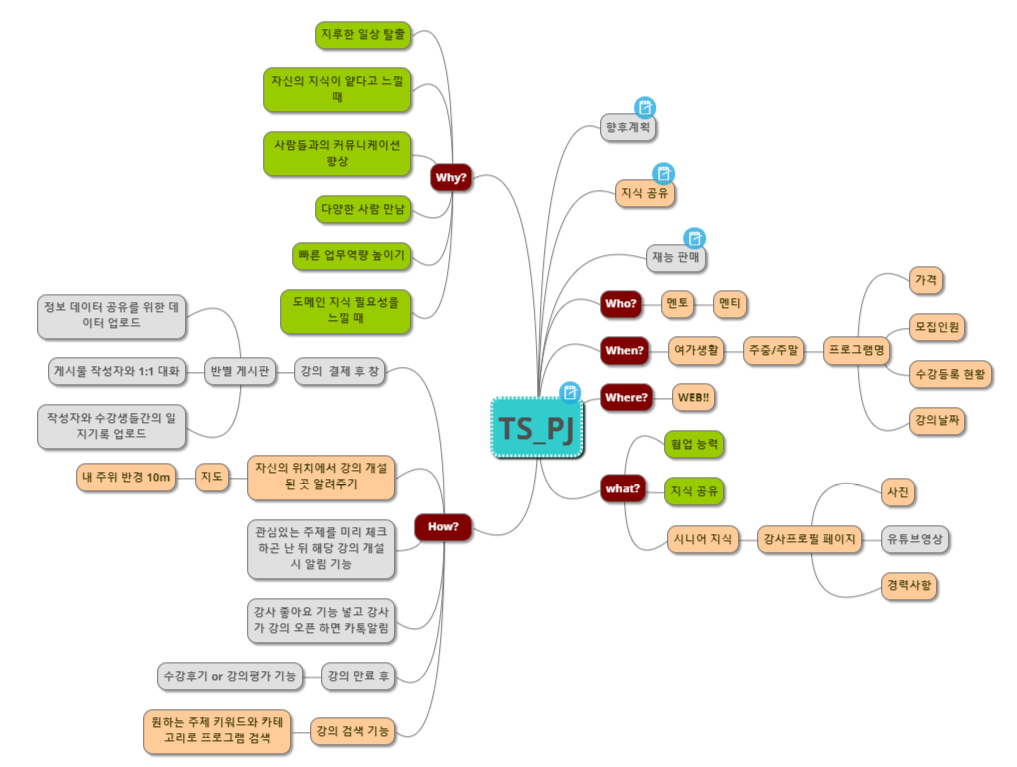 지루한 일상 탈출
자신의 지식이 얕다고 느낄
때
사람들과의 커뮤니케이션
향상
다양한 사람 만남
빠른 업무역량 높이기
도메인 지식 필요성을
느낄 때
Why?
향후계획
지식 공유
재능 판매
Who?
멘토
멘티
When?
여가생활
주중/주말
프로그램명
가격
모집인원
수강등록 현황
강의날짜
Where?
WEB!!
TS_PJ
what?
협업 능력
지식 공유
시니어 지식
강사프로필 페이지
사진
유튜브영상
경력사항
정보 데이터 공유를 위한 데
이터 업로드
게시물 작성자와 1:1 대화
작성자와 수강생들간의 일
지기록 업로드
반별 게시판
강의  결제 후 창
내 주위 반경 10m
지도
자신의 위치에서 강의 개설
된 곳 알려주기
How?
관심있는 주제를 미리 체크
하곤 난 뒤 해당 강의 개설
시 알림 기능
강사 좋아요 기능 넣고 강사
가 강의 오픈 하면 카톡알림
수강후기 or 강의평가 기능
강의 만료 후
원하는 주제 키워드와 카테
고리로 프로그램 검색
강의 검색 기능